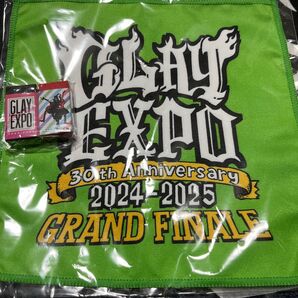 GLAY
EXPO
30th Anniversary
2024-2025
GRAND FINALE
GLAY
EXPO